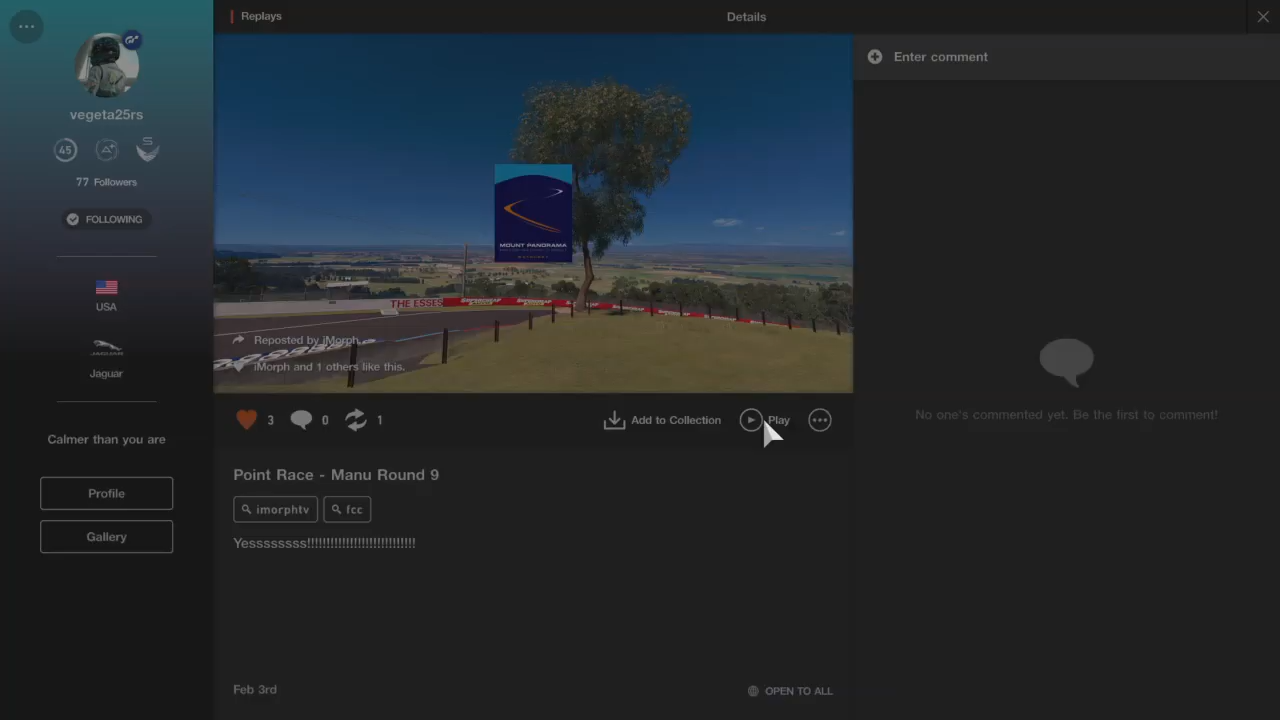 Replays
Details
Enter comment
vegeta25rs
45
A+
S
77 Followers
FOLLOWING
USA
JAGUAR
Jaguar
Calmer than you are
Profile
Gallery
MOUNT PANORAMA
BATHURST
THE ESSES
Reposted by iMorph
iMorph and 1 others like this.
3
0
1
Add to Collection
Play
Point Race - Manu Round 9
imorphtv
fcc
Yesssssssss!!!!!!!!!!!!!!!!!!!!!!!!!!!!
Feb 3rd
OPEN TO ALL
No one's commented yet. Be the first to comment!